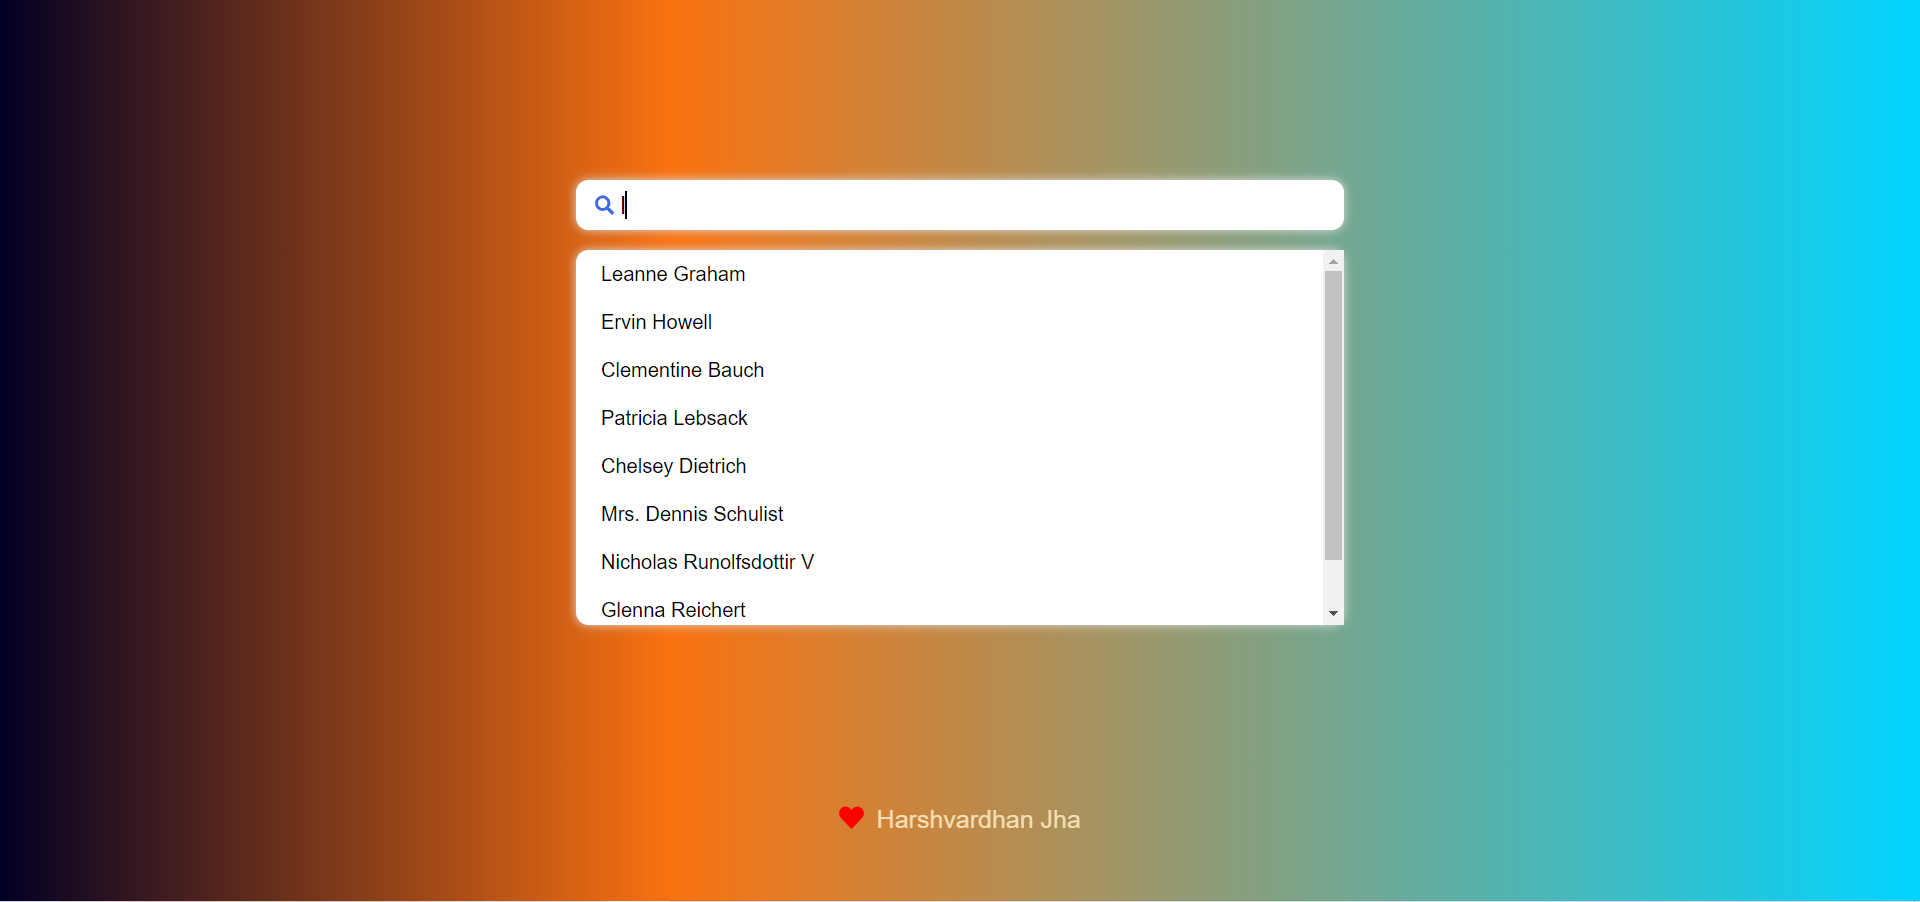 l
Leanne Graham
Ervin Howell
Clementine Bauch
Patricia Lebsack
Chelsey Dietrich
Mrs. Dennis Schulist
Nicholas Runolfsdottir V
Glenna Reichert
Harshvardhan Jha